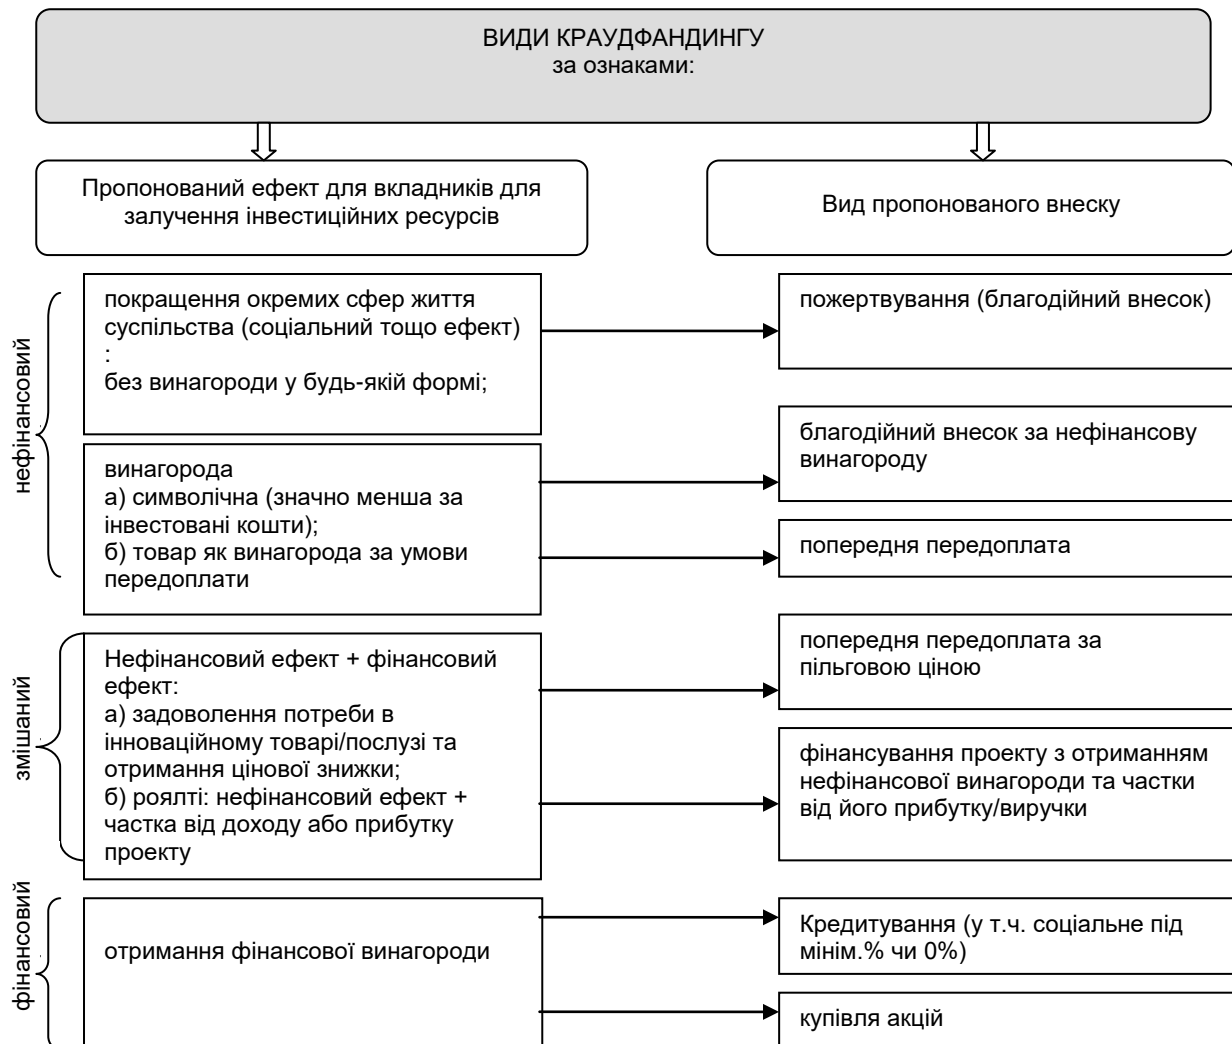 ВИДИ КРАУДФАНДИНГУ
за ознаками:
Пропонований ефект для вкладників для
залучення інвестиційних ресурсів
Вид пропонованого внеску
нефінансовий
покращення окремих сфер життя
суспільства (соціальний тощо ефект)
:
без винагороди у будь-якій формі;
пожертвування (благодійний внесок)
винагорода
а) символічна (значно менша за
інвестовані кошти);
б) товар як винагорода за умови
передоплати
благодійний внесок за нефінансову
винагороду
попередня передоплата
змішаний
Нефінансовий ефект + фінансовий
ефект:
а) задоволення потреби в
інноваційному товарі/послузі та
отримання цінової знижки;
б) роялті: нефінансовий ефект +
частка від доходу або прибутку
проекту
попередня передоплата за
пільговою ціною
фінансування проекту з отриманням
нефінансової винагороди та частки
від його прибутку/виручки
фінансовий
отримання фінансової винагороди
Кредитування (у т.ч. соціальне під
мінім.% чи 0%)
купівля акцій